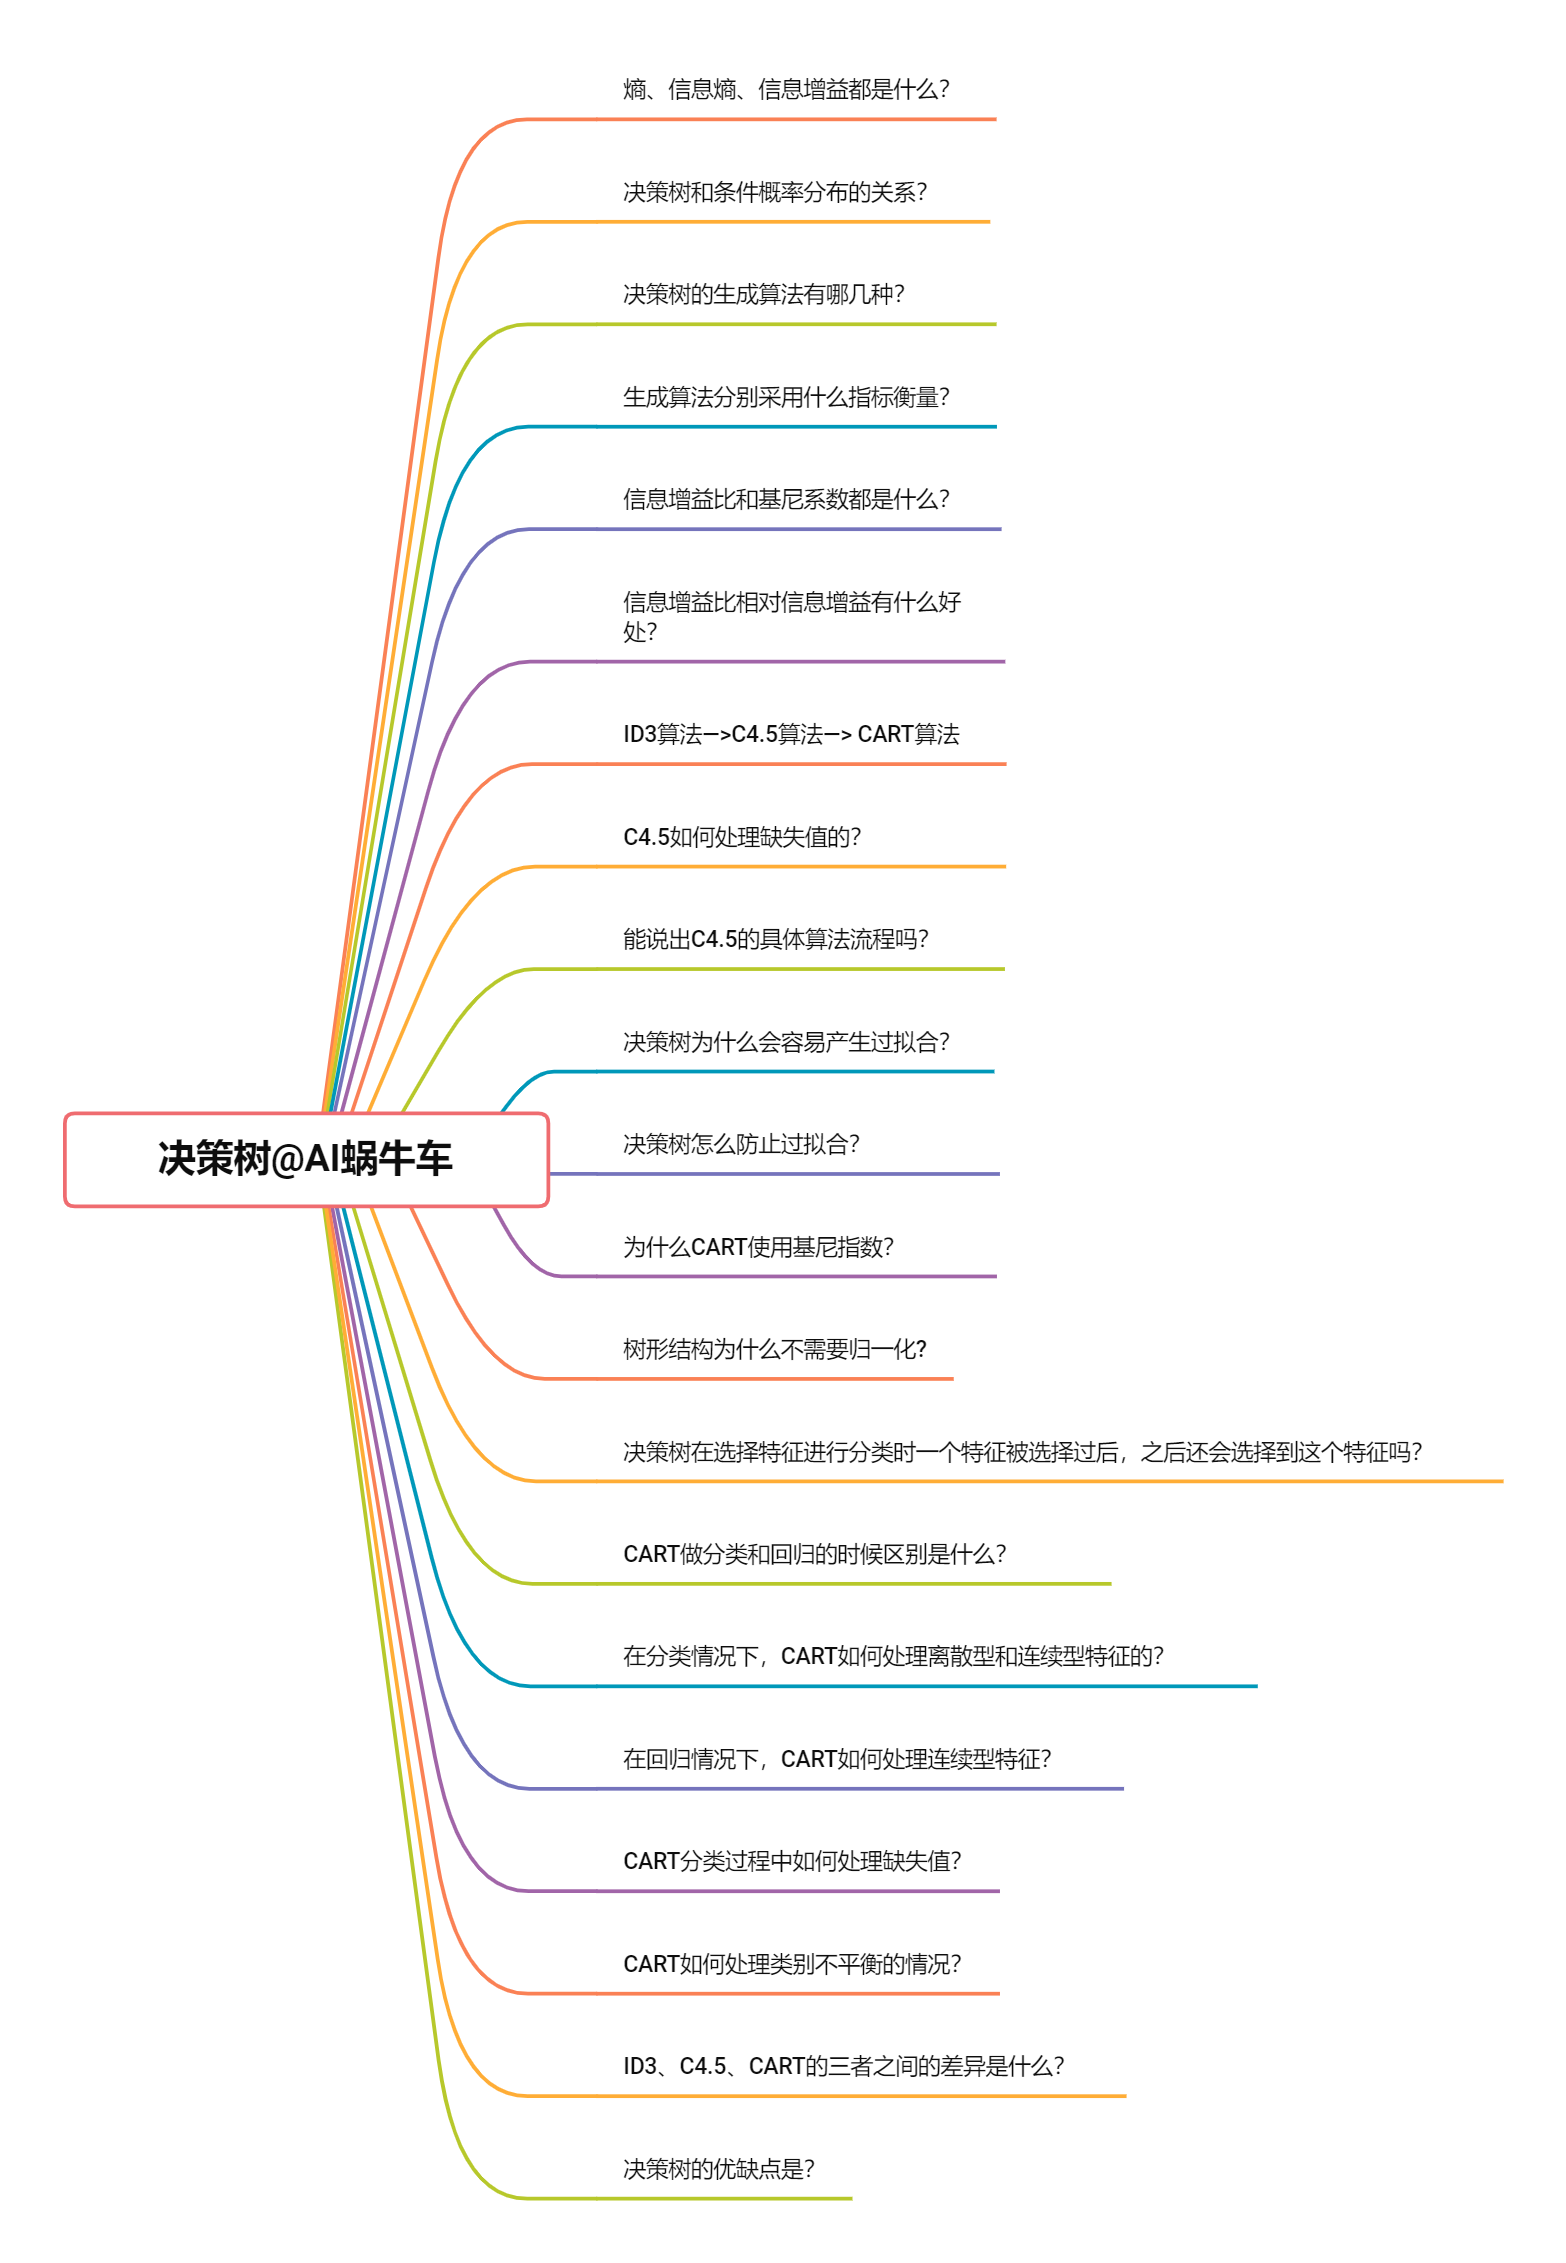 熵、信息熵、信息增益都是什么？
决策树和条件概率分布的关系？
决策树的生成算法有哪几种？
生成算法分别采用什么指标衡量？
信息增益比和基尼系数都是什么？
信息增益比相对信息增益有什么好
处？
ID3算法—>C4.5算法—> CART算法
C4.5如何处理缺失值的？
能说出C4.5的具体算法流程吗？
决策树为什么会容易产生过拟合？
决策树@AI蜗牛车
决策树怎么防止过拟合？
为什么CART使用基尼指数？
树形结构为什么不需要归一化?
决策树在选择特征进行分类时一个特征被选择过后，之后还会选择到这个特征吗？
CART做分类和回归的时候区别是什么？
在分类情况下，CART如何处理离散型和连续型特征的？
在回归情况下，CART如何处理连续型特征？
CART分类过程中如何处理缺失值？
CART如何处理类别不平衡的情况？
ID3、C4.5、CART的三者之间的差异是什么？
决策树的优缺点是？